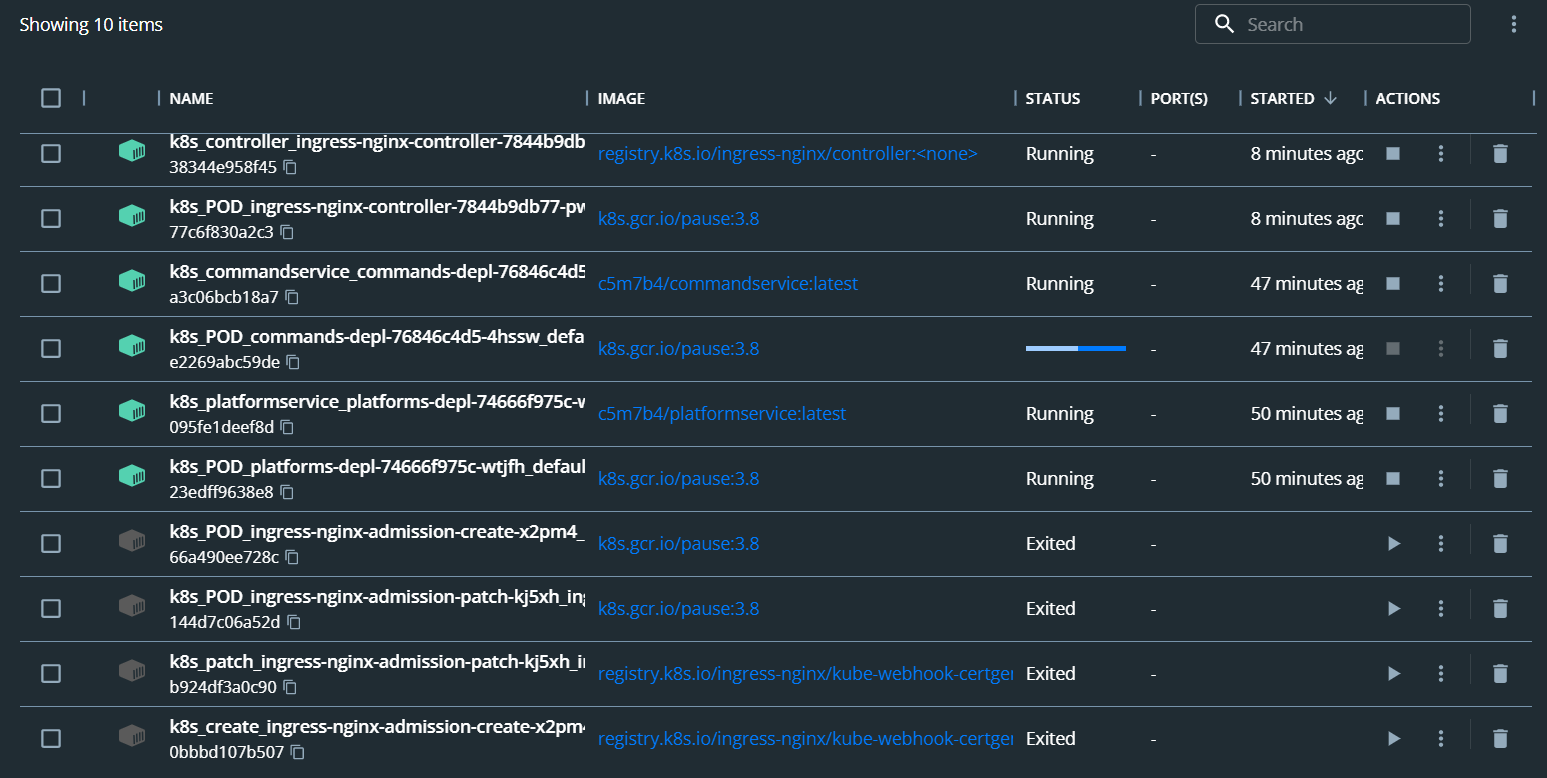 Showing 10 items
Search
NAME IMAGE STATUS PORT(S) STARTED ACTIONS
k8s_controller_ingress-nginx-controller-7844b9db
38344e958f45
registry.k8s.io/ingress-nginx/controller:<none> Running - 8 minutes ago
k8s_POD_ingress-nginx-controller-7844b9db77-pw
77c6f830a2c3
k8s.gcr.io/pause:3.8 Running - 8 minutes ago
k8s_commandservice_commands-depl-76846c4d5
a3c06bcb18a7
c5m7b4/commandservice:latest Running - 47 minutes ag
k8s_POD_commands-depl-76846c4d5-4hssw_defa
e2269abc59de
k8s.gcr.io/pause:3.8 - 47 minutes ag
k8s_platformservice_platforms-depl-74666f975c-w
095fe1deef8d
c5m7b4/platformservice:latest Running - 50 minutes ag
k8s_POD_platforms-depl-74666f975c-wtjfh_defaul
23edff9638e8
k8s.gcr.io/pause:3.8 Running - 50 minutes ag
k8s_POD_ingress-nginx-admission-create-x2pm4_
66a490ee728c
k8s.gcr.io/pause:3.8 Exited -
k8s_POD_ingress-nginx-admission-patch-kj5xh_ing
144d7c06a52d
k8s.gcr.io/pause:3.8 Exited -
k8s_patch_ingress-nginx-admission-patch-kj5xh_i
b924df3a0c90
registry.k8s.io/ingress-nginx/kube-webhook-certgen Exited -
k8s_create_ingress-nginx-admission-create-x2pm4
0bbbd107b507
registry.k8s.io/ingress-nginx/kube-webhook-certgen Exited -